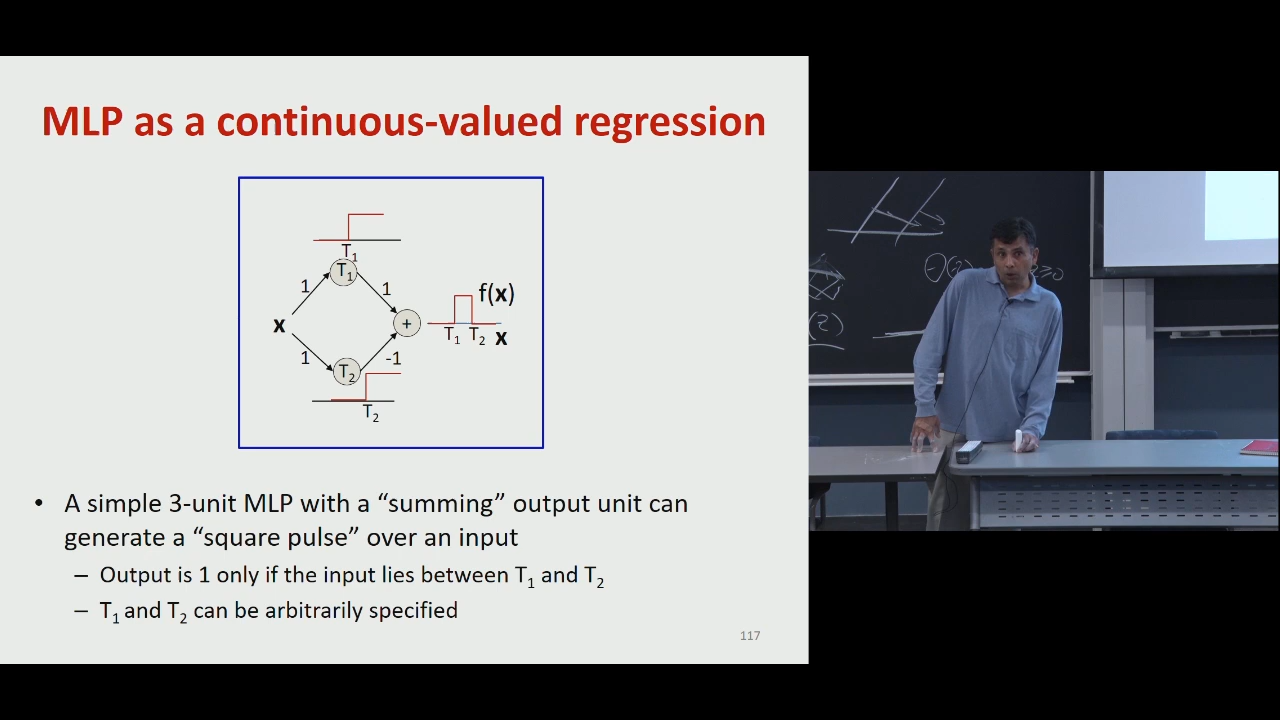 MLP as a continuous-valued regression
T1
T1
1
1
f(x)
x
+
T1 T2 x
1
-1
T2
T2
• A simple 3-unit MLP with a “summing” output unit can
generate a “square pulse” over an input
– Output is 1 only if the input lies between T1 and T2
– T1 and T2 can be arbitrarily specified
117
(z)